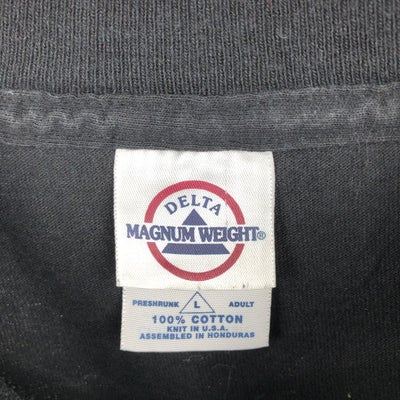 DELTA
MAGNUM WEIGHT®
PRESHRUNK L ADULT
100% COTTON
KNIT IN U.S.A.
ASSEMBLED IN HONDURAS